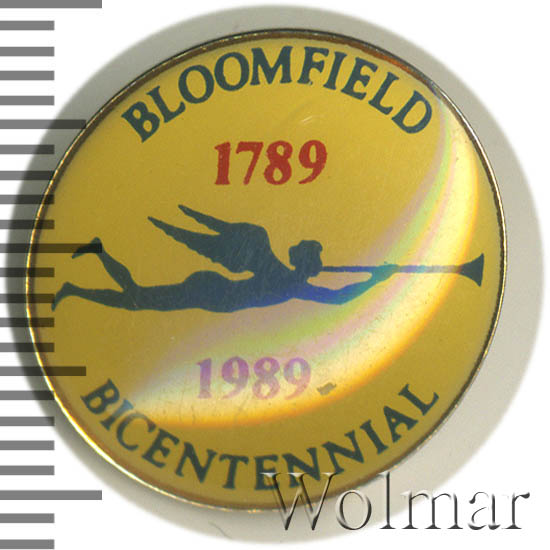 BLOOMFIELD
1789
1989
BICENTENNIAL
Wolmar